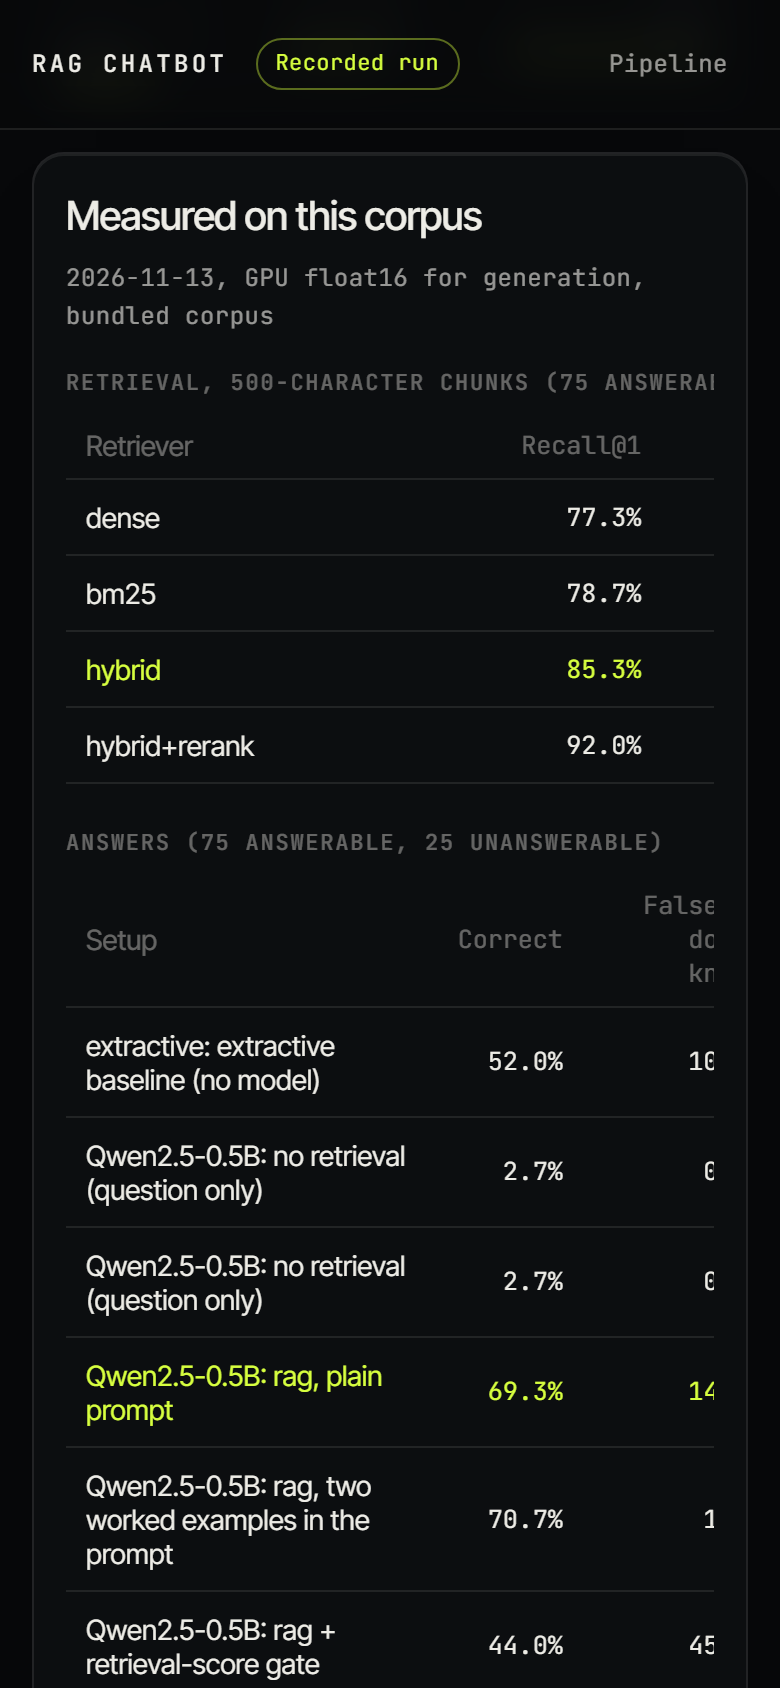 RAG CHATBOT Recorded run Pipeline
Measured on this corpus
2026-11-13, GPU float16 for generation,
bundled corpus
RETRIEVAL, 500-CHARACTER CHUNKS (75
Retriever Recall@1
dense 77.3%
bm25 78.7%
hybrid 85.3%
hybrid+rerank 92.0%
ANSWERS (75 ANSWERABLE, 25 UNANSWERABLE)
Setup Correct False
extractive: extractive
baseline (no model) 52.0%
Qwen2.5-0.5B: no retrieval
(question only) 2.7%
Qwen2.5-0.5B: no retrieval
(question only) 2.7%
Qwen2.5-0.5B: rag, plain
prompt 69.3%
Qwen2.5-0.5B: rag, two
worked examples in the
prompt 70.7%
Qwen2.5-0.5B: rag +
retrieval-score gate 44.0%